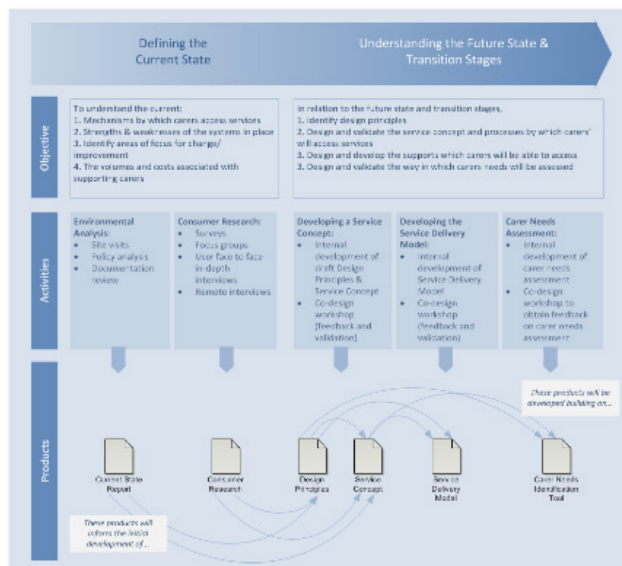 Defining the
Current State
Understanding the Future State &
Transition Stages
Objective
To understand the current:
1. Mechanisms by which carers access services
2. Strengths & weaknesses of the systems in place
3. Identify areas of focus for change/
improvement
4. The volumes and costs associated with
supporting carers
In relation to the future state and transition stages,
1. Identify design principles
2. Design and validate the service concept and processes by which carers'
will access services
3. Design and develop the supports which carers will be able to access
3. Design and validate the way in which carers needs will be assessed
Activities
Environmental
Analysis:
• Site visits
• Policy analysis
• Documentation
review
Consumer Research:
• Surveys
• Focus groups
• User face to face
in-depth
interviews
• Remote interviews
Developing a Service
Concept:
• Internal
development of
draft Design
Principles &
Service Concept
• Co-design
workshop
(feedback and
validation)
Developing the
Service Delivery
Model:
• Internal
development of
Service Delivery
Model
• Co-design
workshop
(feedback and
validation)
Carer Needs
Assessment:
• Internal
development of
carer needs
assessment
• Co-design
workshop to
obtain feedback
on carer needs
assessment
Products
These products will be
developed building on...
Current State
Report
Consumer
Research
Design
Principles
Service
Concept
Service
Delivery
Model
Carer Needs
Identification
Tool
These products will
inform the initial
development of...